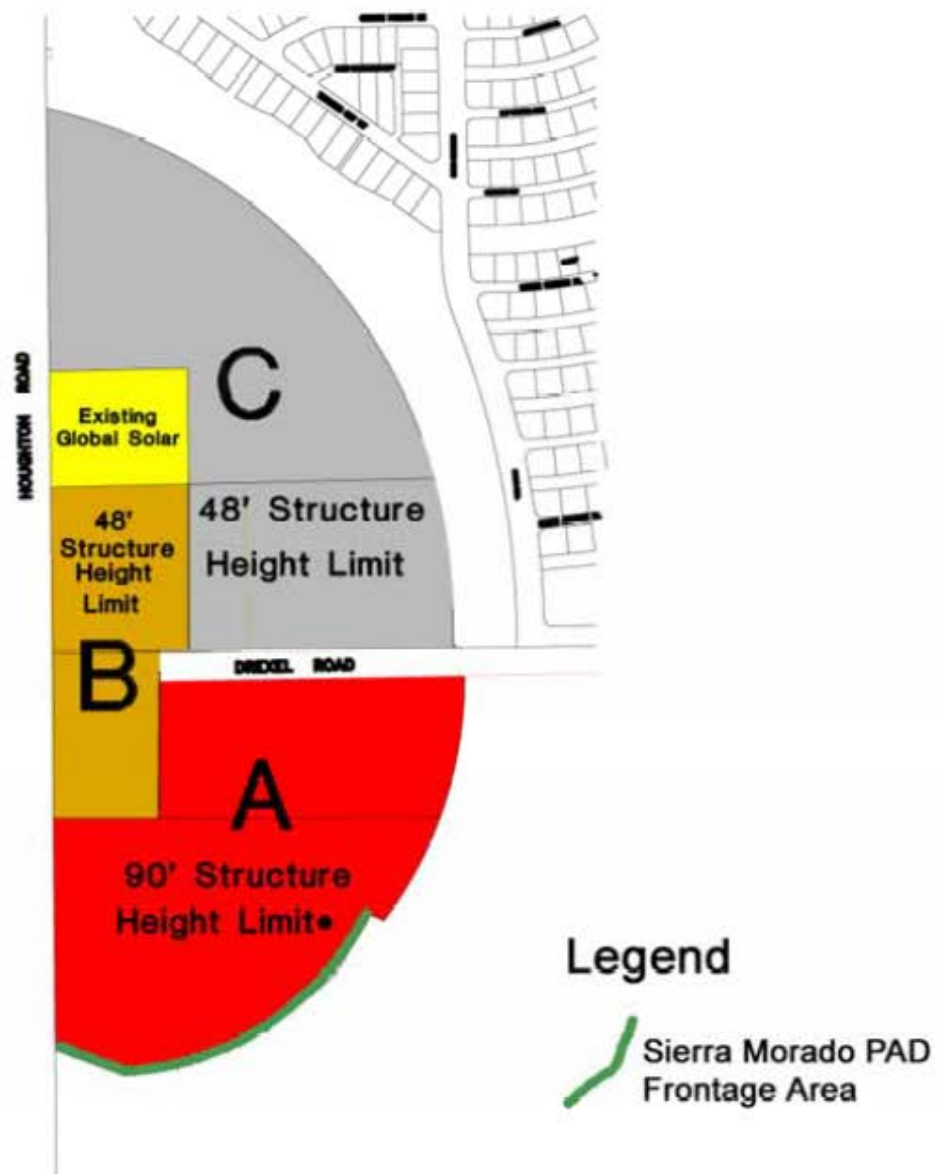 HOUGHTON ROAD
C
Existing
Global Solar
48' Structure
Height Limit
48'
Structure
Height
Limit
B
DREXEL ROAD
A
90' Structure
Height Limit•
Legend
Sierra Morado PAD
Frontage Area